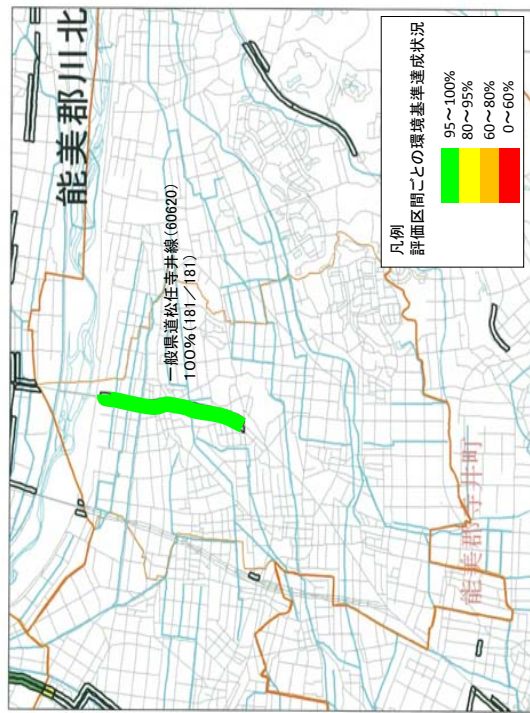 能美郡川北
一般県道松任寺井線(60620)
100%(181/181)
能美郡寺井町
凡例
評価区間ごとの環境基準達成状況
95～100%
80～95%
60～80%
0～60%